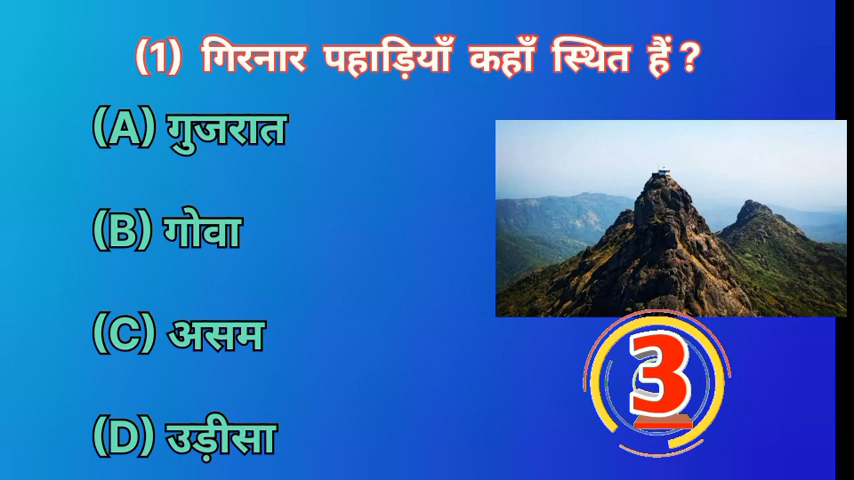 (1) गिरनार पहाड़ियाँ कहाँ स्थित हैं ?
(A) गुजरात
(B) गोवा
(C) असम
(D) उड़ीसा
3